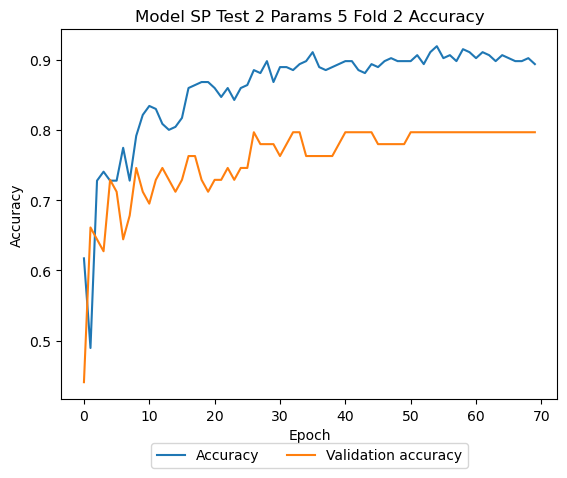 Model SP Test 2 Params 5 Fold 2 Accuracy
Accuracy
0.9
0.8
0.7
0.6
0.5
0 10 20 30 40 50 60 70
Epoch
Accuracy Validation accuracy